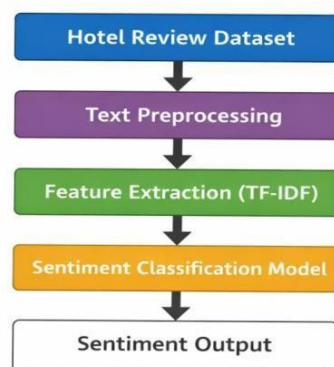 Hotel Review Dataset
Text Preprocessing
Feature Extraction (TF-IDF)
Sentiment Classification Model
Sentiment Output